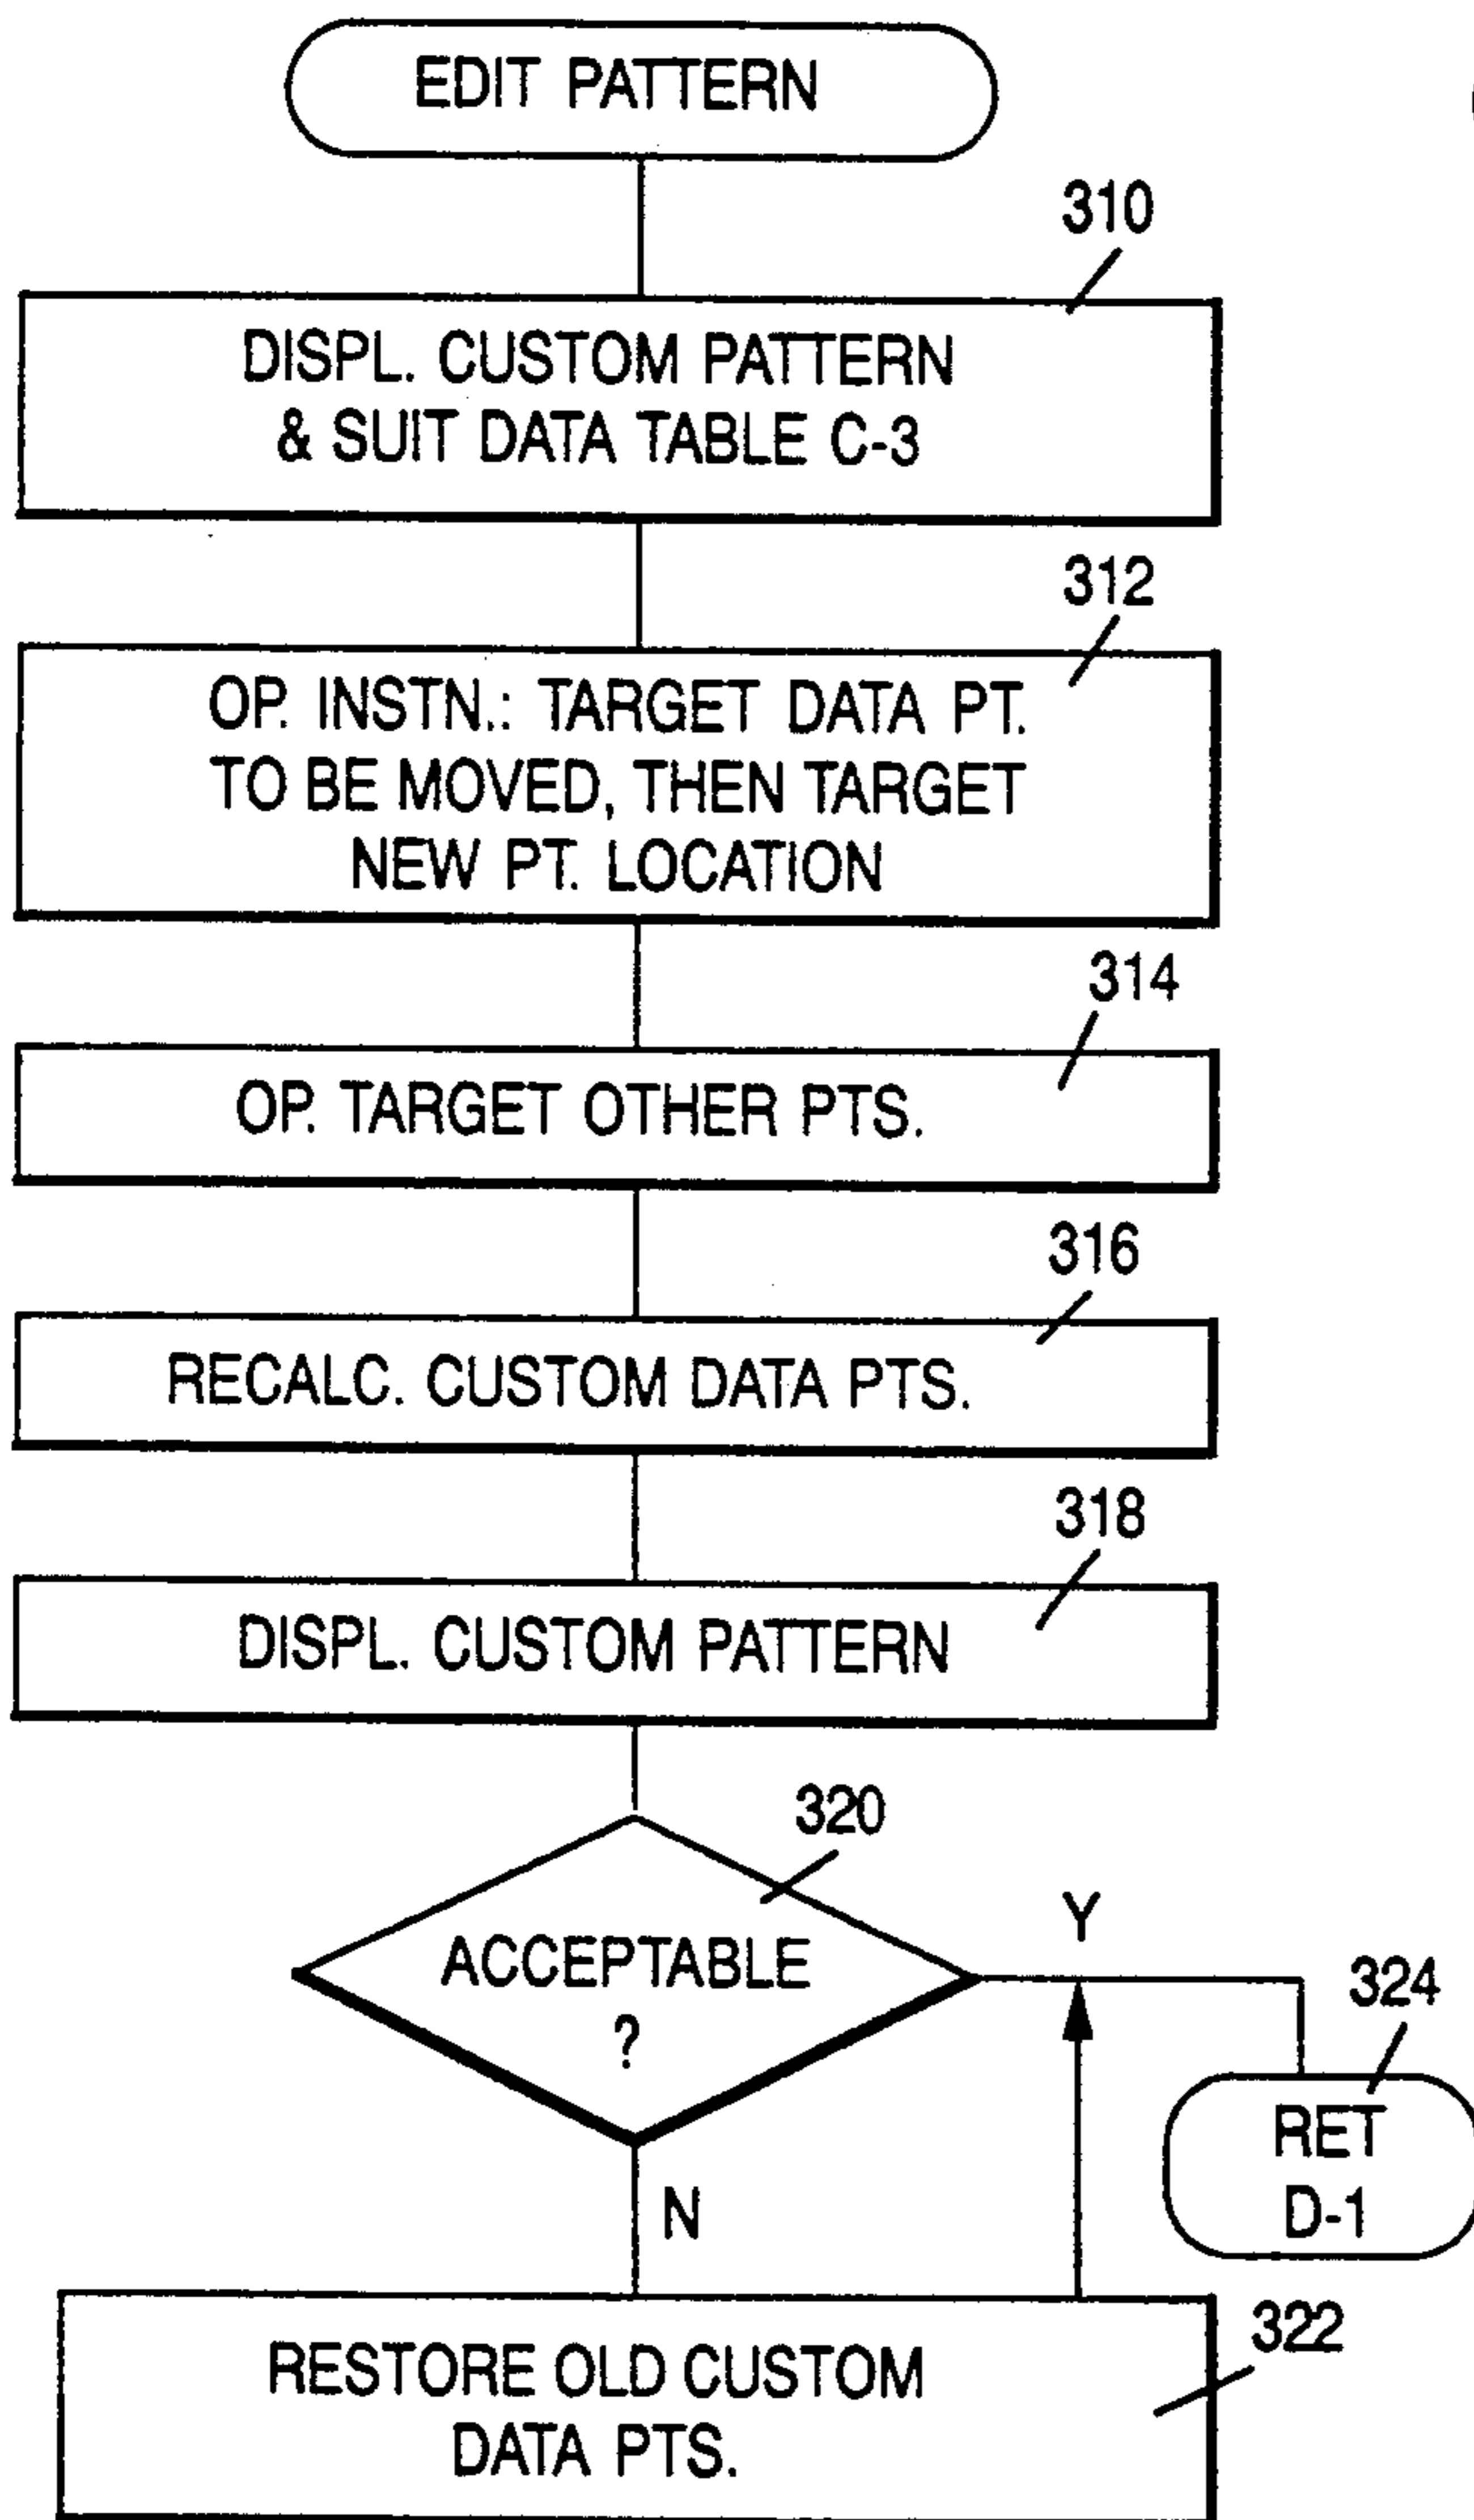 EDIT PATTERN
310
DISPL. CUSTOM PATTERN
& SUIT DATA TABLE C-3
312
OP. INSTN.: TARGET DATA PT.
TO BE MOVED, THEN TARGET
NEW PT. LOCATION
314
OP. TARGET OTHER PTS.
316
RECALC. CUSTOM DATA PTS.
318
DISPL. CUSTOM PATTERN
320
ACCEPTABLE
?
Y
324
RET
D-1
N
322
RESTORE OLD CUSTOM
DATA PTS.